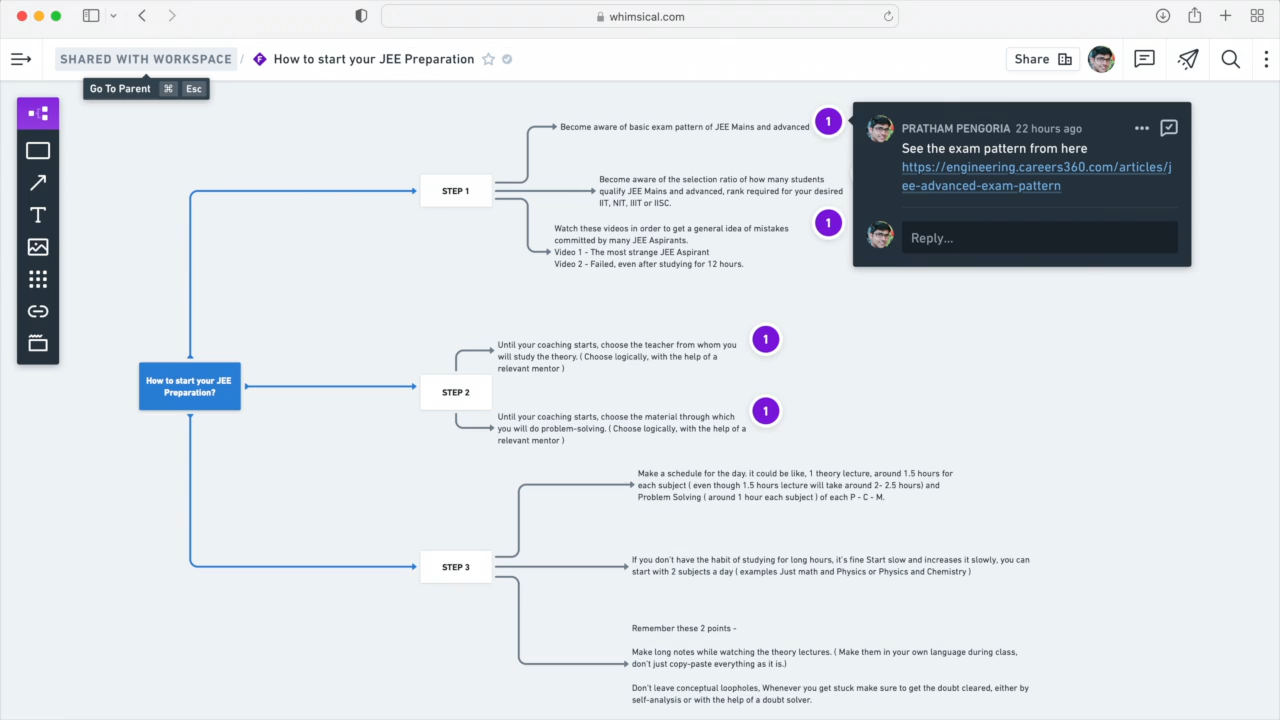 whimsical.com
SHARED WITH WORKSPACE / How to start your JEE Preparation
Share
Go To Parent ⌘ Esc
T
Become aware of basic exam pattern of JEE Mains and advanced
1
PRATHAM PENGORIA 22 hours ago
See the exam pattern from here
https://engineering.careers360.com/articles/j
ee-advanced-exam-pattern
Reply...
STEP 1
Become aware of the selection ratio of how many students
qualify JEE Mains and advanced, rank required for your desired
IIT, NIT, IIIT or IISC.
1
Watch these videos in order to get a general idea of mistakes
committed by many JEE Aspirants.
Video 1 - The most strange JEE Aspirant
Video 2 - Failed, even after studying for 12 hours.
How to start your JEE
Preparation?
STEP 2
Until your coaching starts, choose the teacher from whom you
will study the theory. ( Choose logically, with the help of a
relevant mentor )
1
Until your coaching starts, choose the material through which
you will do problem-solving. ( Choose logically, with the help of a
relevant mentor )
1
STEP 3
Make a schedule for the day. it could be like, 1 theory lecture, around 1.5 hours for
each subject ( even though 1.5 hours lecture will take around 2- 2.5 hours) and
Problem Solving ( around 1 hour each subject ) of each P - C - M.
If you don't have the habit of studying for long hours, it's fine Start slow and increases it slowly, you can
start with 2 subjects a day ( examples Just math and Physics or Physics and Chemistry )
Remember these 2 points -
Make long notes while watching the theory lectures. ( Make them in your own language during class,
don't just copy-paste everything as it is.)
Don't leave conceptual loopholes, Whenever you get stuck make sure to get the doubt cleared, either by
self-analysis or with the help of a doubt solver.